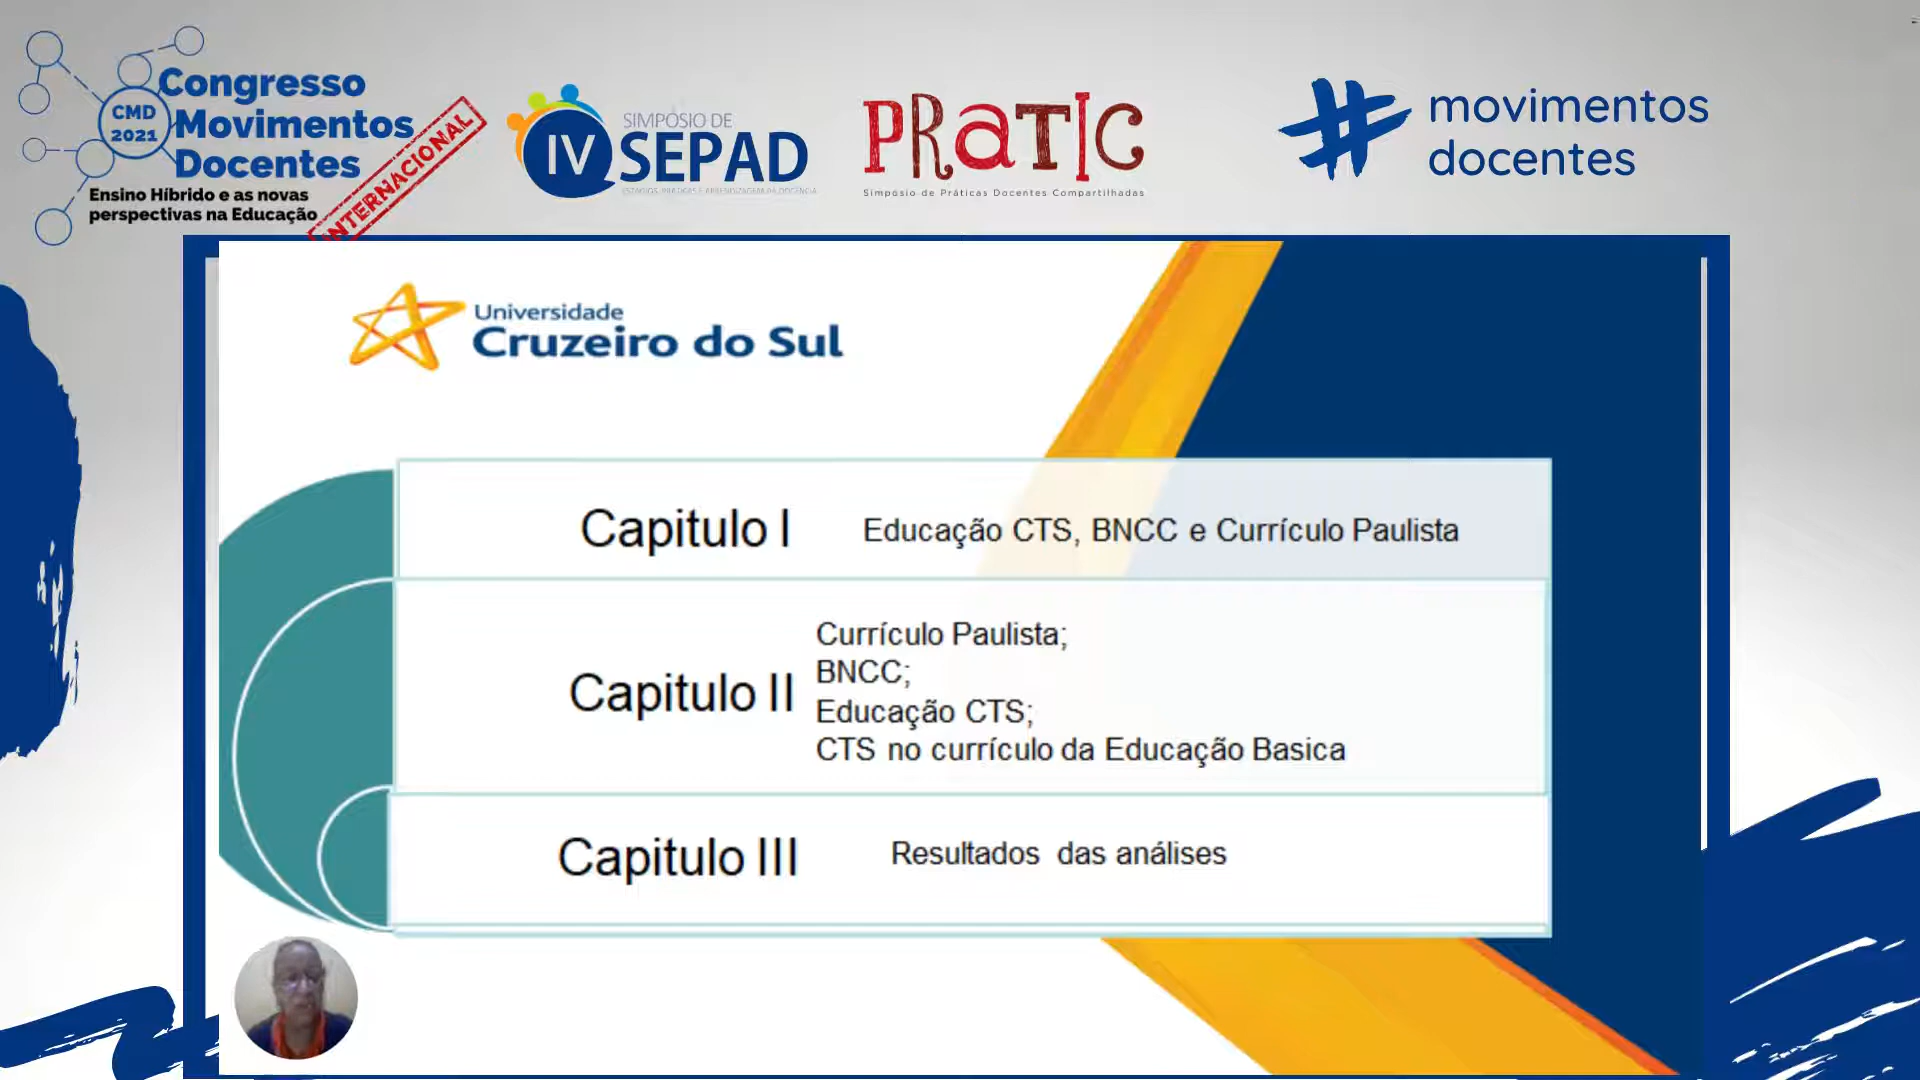 CMD
2021
Congresso
Movimentos
Docentes
Ensino Híbrido e as novas
perspectivas na Educação
INTERNACIONAL
IV
SIMPÓSIO DE
SEPAD
PRATIC
Simpósio de Práticas Docentes Compartilhadas
# movimentos
docentes
Universidade
Cruzeiro do Sul
Capitulo I
Educação CTS, BNCC e Currículo Paulista
Capitulo II
Currículo Paulista;
BNCC;
Educação CTS;
CTS no currículo da Educação Basica
Capitulo III
Resultados das análises